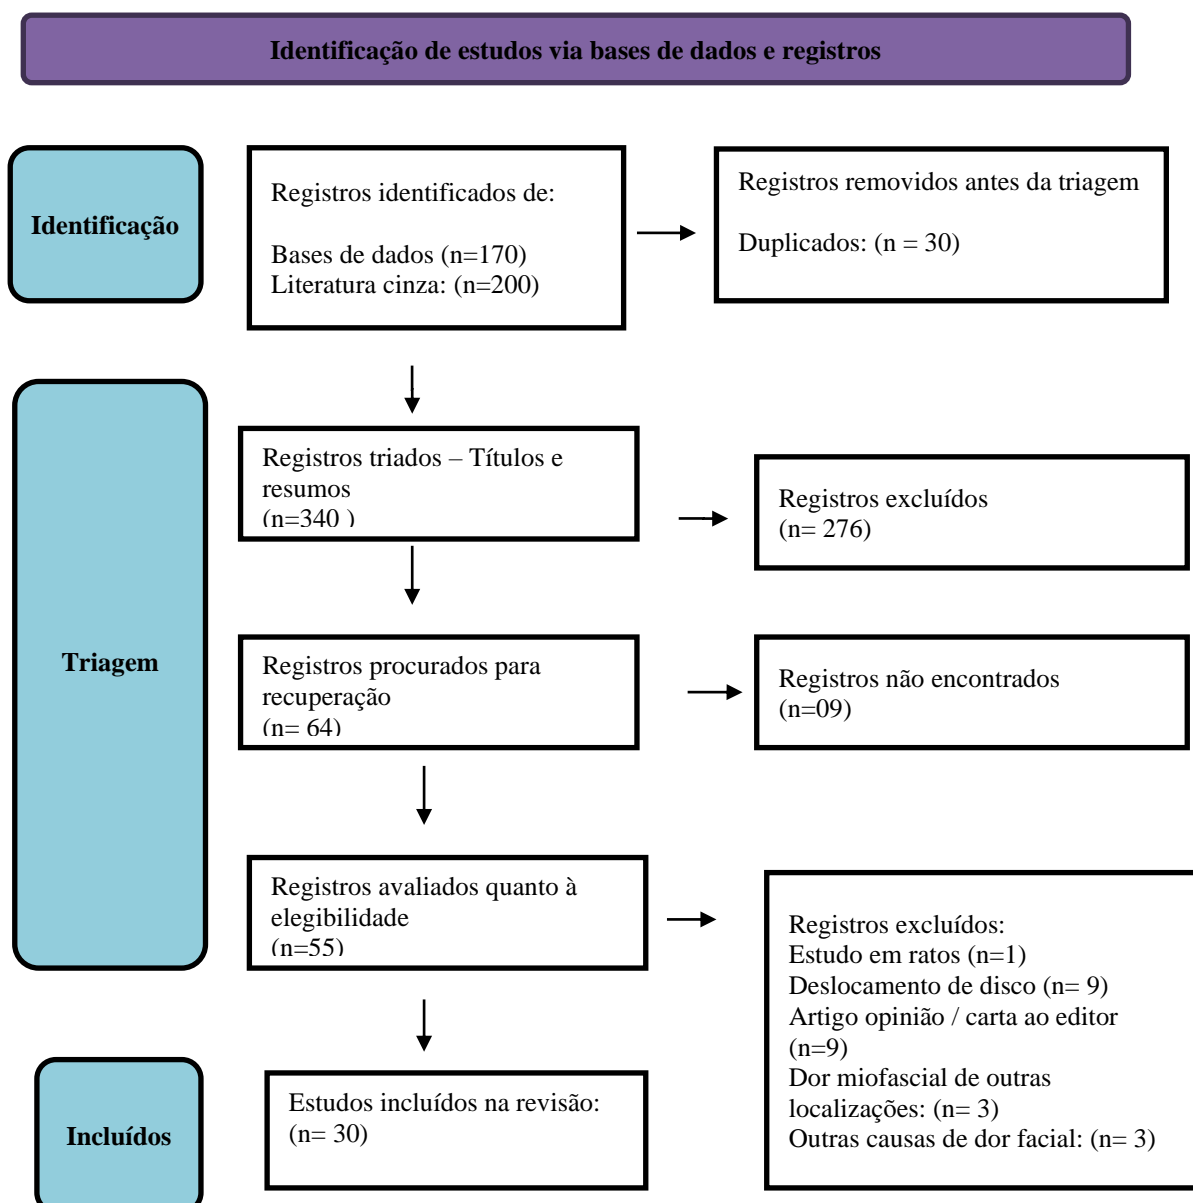 Identificação de estudos via bases de dados e registros
Identificação
Registros identificados de:
Bases de dados (n=170)
Literatura cinza: (n=200)
Registros removidos antes da triagem
Duplicados: (n = 30)
Triagem
Registros triados – Títulos e
resumos
(n=340 )
Registros excluídos
(n= 276)
Registros procurados para
recuperação
(n= 64)
Registros não encontrados
(n=09)
Registros avaliados quanto à
elegibilidade
(n=55)
Registros excluídos:
Estudo em ratos (n=1)
Deslocamento de disco (n= 9)
Artigo opinião / carta ao editor
(n=9)
Dor miofascial de outras
localizações: (n= 3)
Outras causas de dor facial: (n= 3)
Incluídos
Estudos incluídos na revisão:
(n= 30)